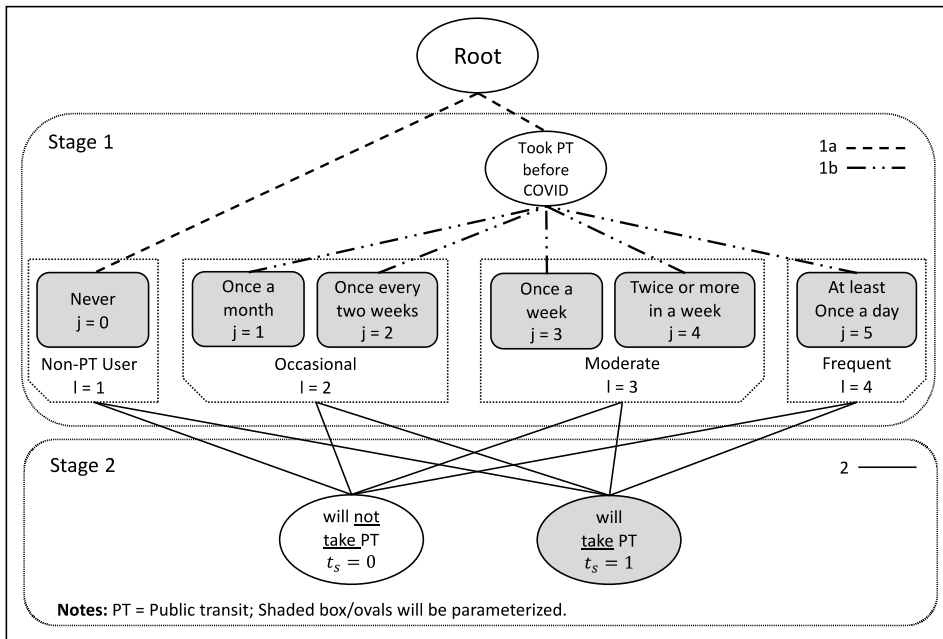 Root
Stage 1
Took PT
before
COVID
1a
1b
Never
j = 0
Once a
month
j = 1
Once every
two weeks
j = 2
Once a
week
j = 3
Twice or more
in a week
j = 4
At least
Once a day
j = 5
Non-PT User
l = 1
Occasional
l = 2
Moderate
l = 3
Frequent
l = 4
Stage 2
2
will not
take PT
t_s = 0
will
take PT
t_s = 1
Notes: PT = Public transit; Shaded box/ovals will be parameterized.